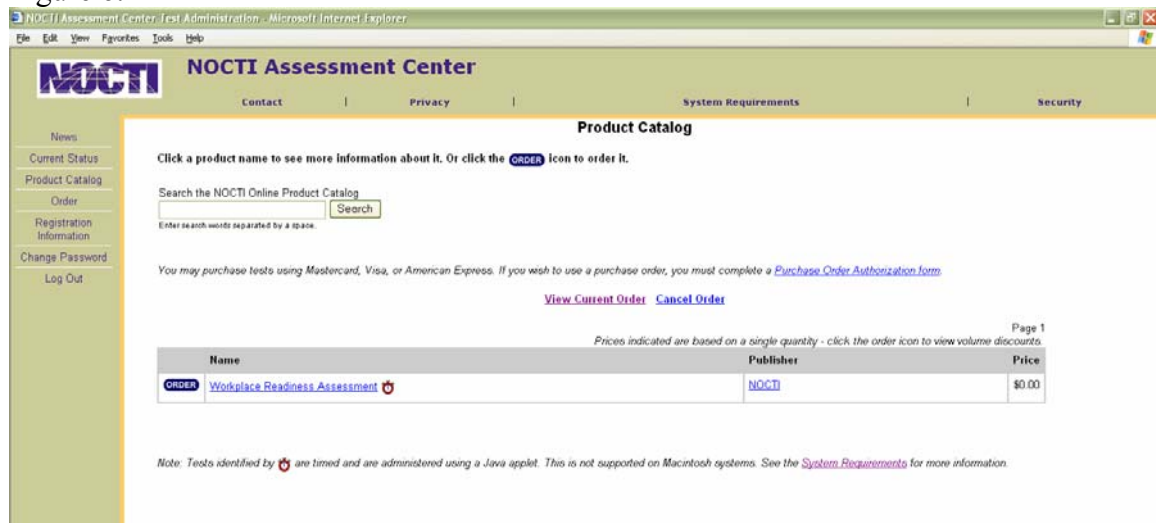 NOCTI Assessment Center Test Administration - Microsoft Internet Explorer
File Edit View Favorites Tools Help
NOCTI
NOCTI Assessment Center
Contact | Privacy | System Requirements | Security
News
Current Status
Product Catalog
Order
Registration
Information
Change Password
Log Out
Product Catalog
Click a product name to see more information about it. Or click the ORDER icon to order it.
Search the NOCTI Online Product Catalog
Search
Enter search words separated by a space.
You may purchase tests using Mastercard, Visa, or American Express. If you wish to use a purchase order, you must complete a Purchase Order Authorization form.
View Current Order Cancel Order
Page 1
Prices indicated are based on a single quantity - click the order icon to view volume discounts.
Name Publisher Price
ORDER Workplace Readiness Assessment NOCTI $0.00
Note: Tests identified by are timed and are administered using a Java applet. This is not supported on Macintosh systems. See the System Requirements for more information.